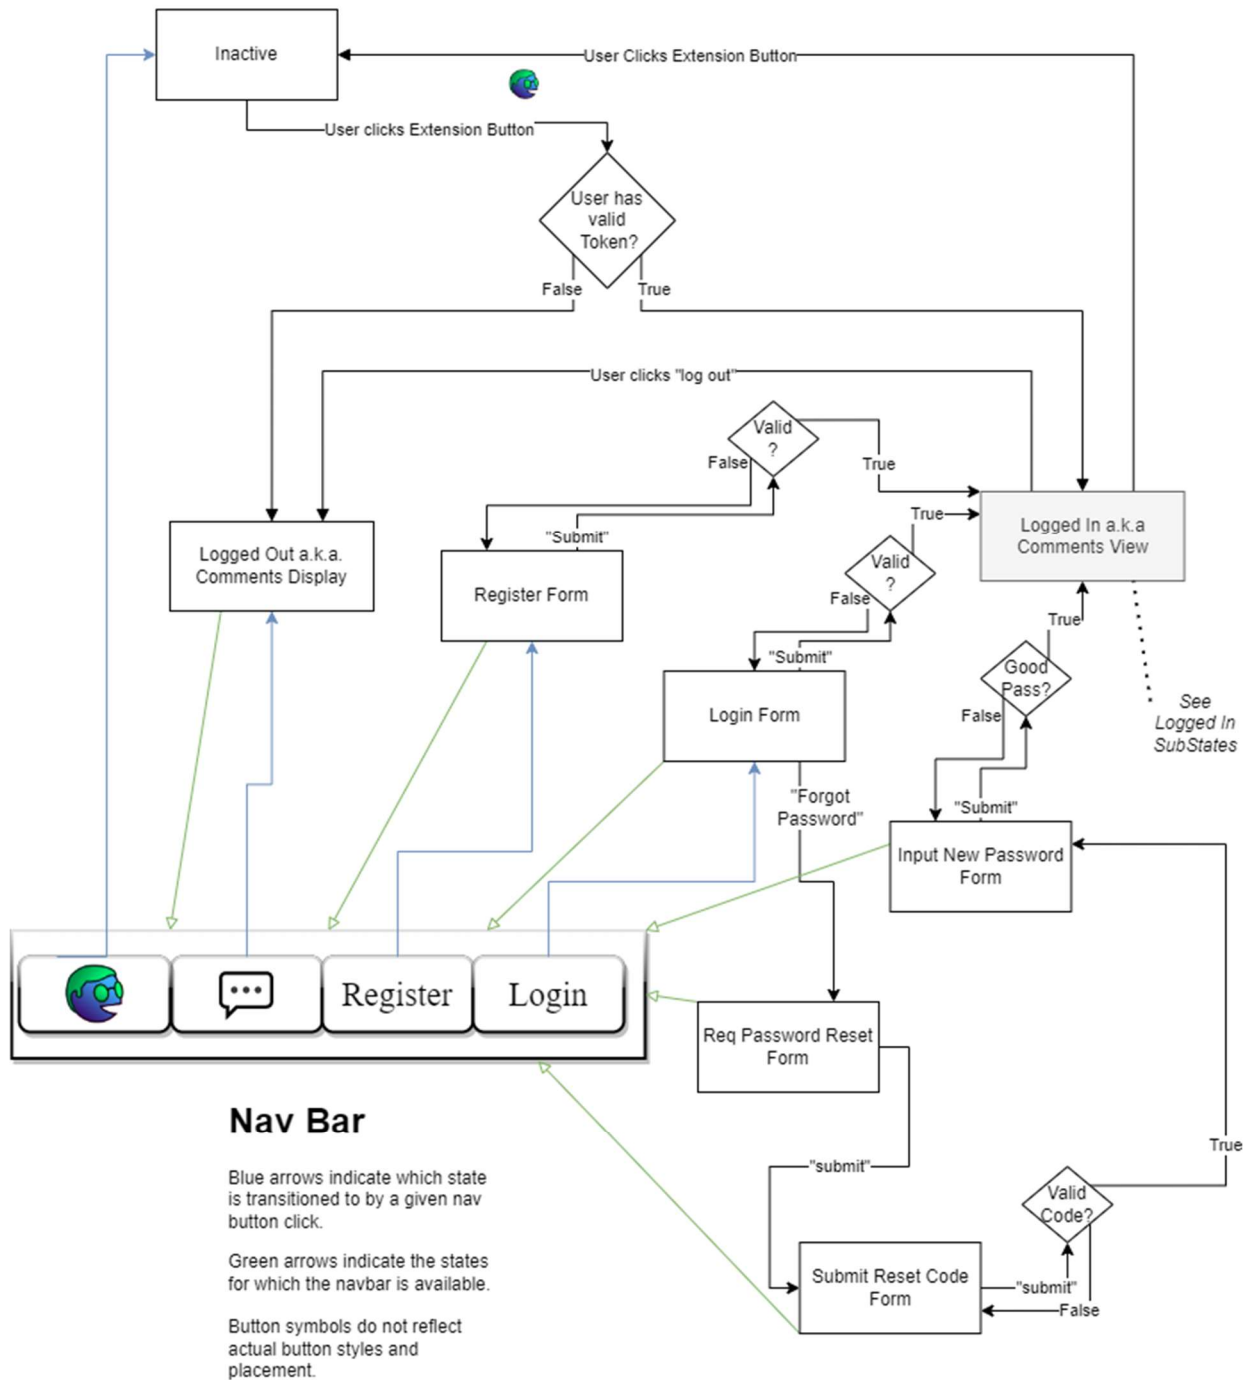 Inactive
User Clicks Extension Button
User clicks Extension Button
User has
valid
Token?
False
True
User clicks "log out"
Valid
?
False
True
"Submit"
Logged Out a.k.a.
Comments Display
Register Form
True
Valid
?
False
"Submit"
Logged In a.k.a
Comments View
Login Form
True
Good
Pass?
False
"Submit"
See
Logged In
SubStates
"Forgot
Password"
Input New Password
Form
Register
Login
Req Password Reset
Form
Nav Bar
Blue arrows indicate which state
is transitioned to by a given nav
button click.
Green arrows indicate the states
for which the navbar is available.
Button symbols do not reflect
actual button styles and
placement.
"submit"
True
Valid
Code?
Submit Reset Code
Form
"submit"
False